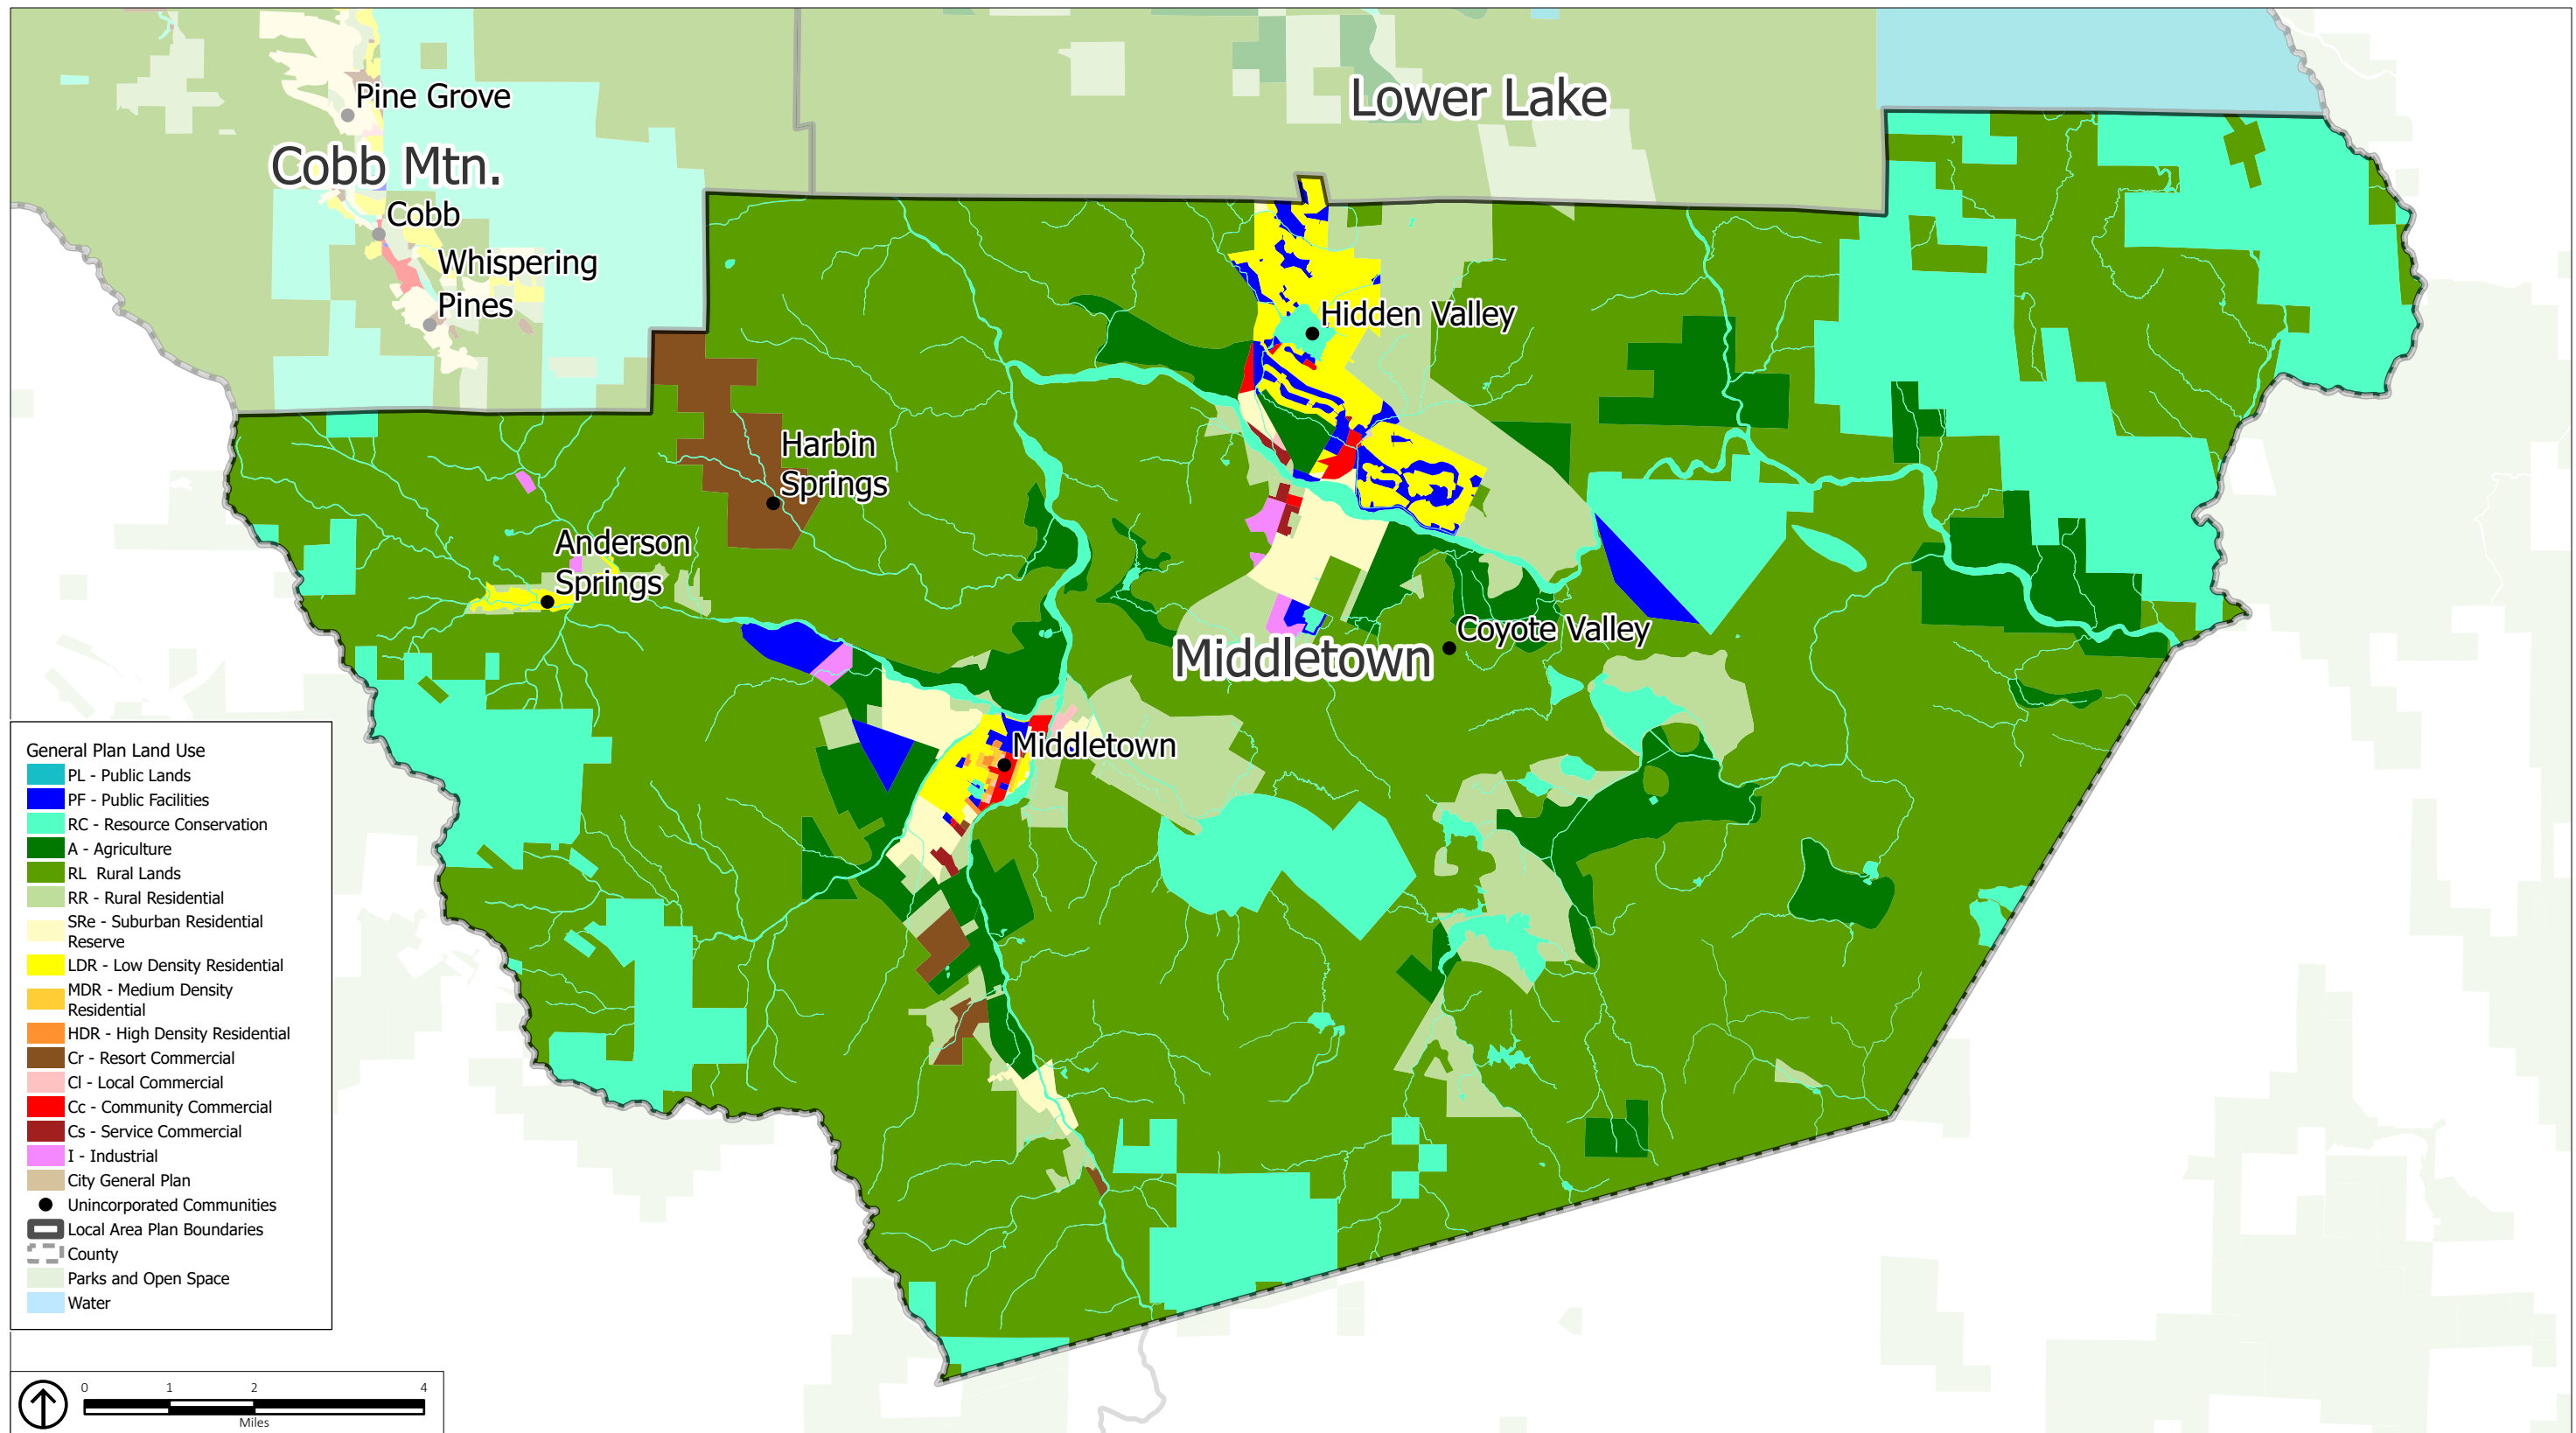 Pine Grove
Lower Lake
Cobb Mtn.
Cobb
Whispering
Pines
Hidden Valley
Harbin
Springs
Anderson
Springs
Coyote Valley
Middletown
Middletown
General Plan Land Use
PL - Public Lands
PF - Public Facilities
RC - Resource Conservation
A - Agriculture
RL Rural Lands
RR - Rural Residential
SRe - Suburban Residential
Reserve
LDR - Low Density Residential
MDR - Medium Density
Residential
HDR - High Density Residential
Cr - Resort Commercial
Cl - Local Commercial
Cc - Community Commercial
Cs - Service Commercial
I - Industrial
City General Plan
Unincorporated Communities
Local Area Plan Boundaries
County
Parks and Open Space
Water
0 1 2 4
Miles